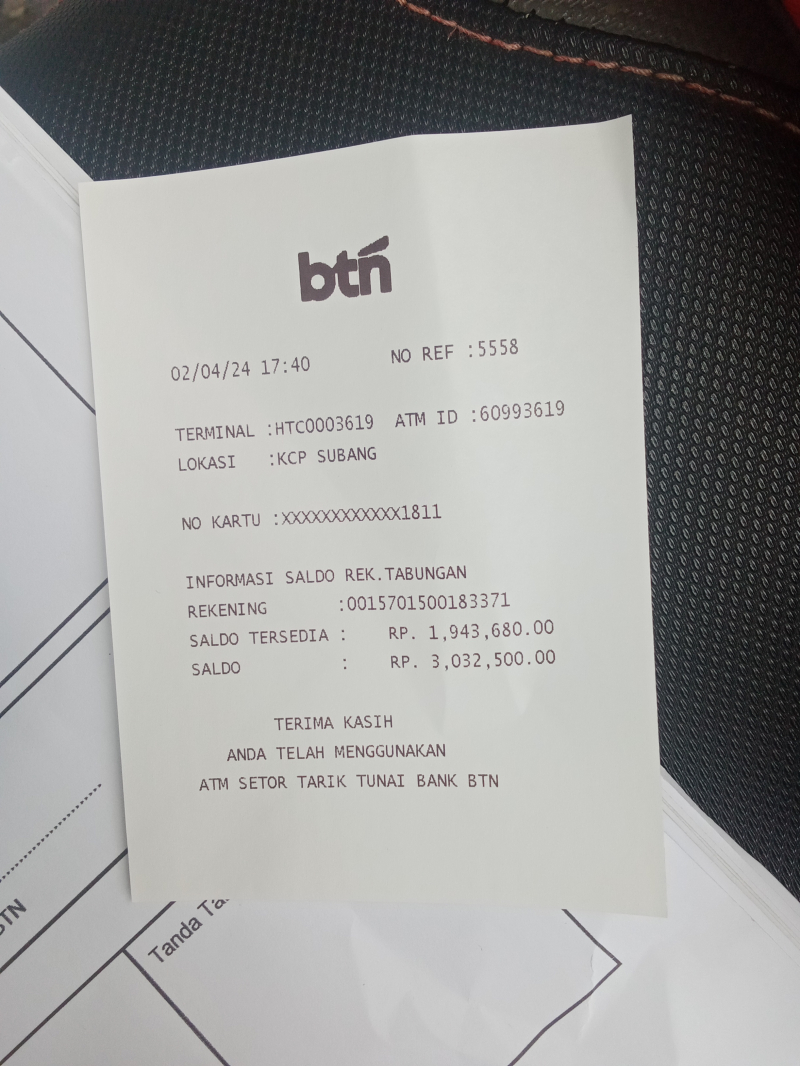 btn
02/04/24 17:40 NO REF :5558
TERMINAL :HTC0003619 ATM ID :60993619
LOKASI :KCP SUBANG
NO KARTU :XXXXXXXXXXXX1811
INFORMASI SALDO REK.TABUNGAN
REKENING :0015701500183371
SALDO TERSEDIA : RP. 1,943,680.00
SALDO : RP. 3,032,500.00
TERIMA KASIH
ANDA TELAH MENGGUNAKAN
ATM SETOR TARIK TUNAI BANK BTN
BTN
Tanda